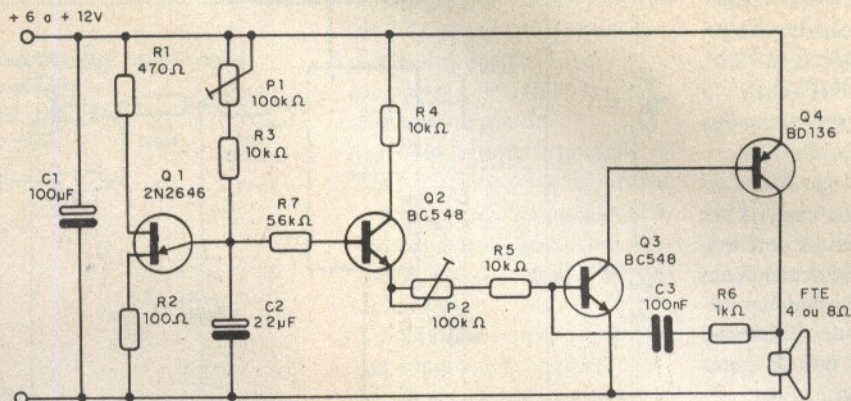 + 6 a + 12V
R1
470Ω
P1
100kΩ
R3
10kΩ
R4
10kΩ
Q4
BD136
C1
100µF
Q1
2N2646
R7
56kΩ
Q2
BC548
R5
10kΩ
Q3
BC548
C3
100nF
R6
1kΩ
FTE
4 ou 8Ω
P2
100kΩ
R2
100Ω
C2
22µF